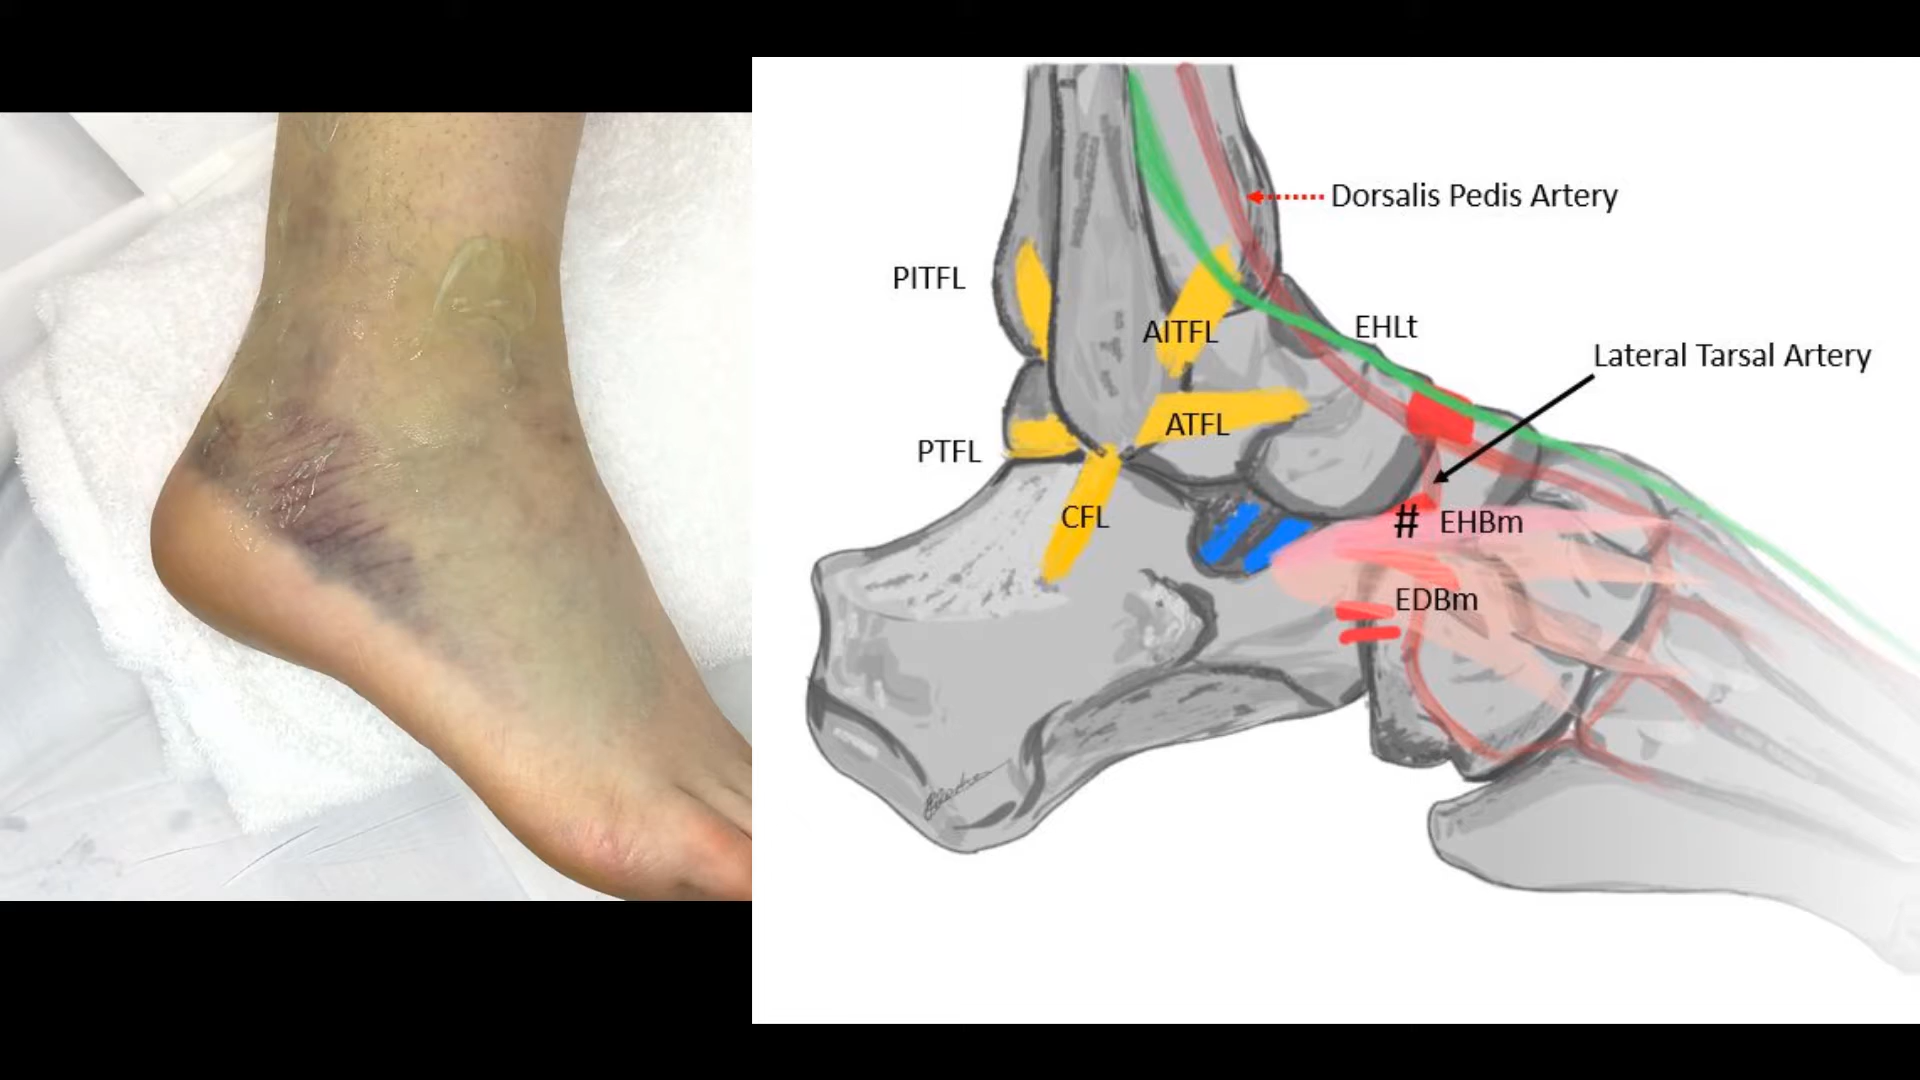 Dorsalis Pedis Artery
PITFL
AITFL
EHLt
Lateral Tarsal Artery
ATFL
PTFL
CFL
# EHBm
EDBm